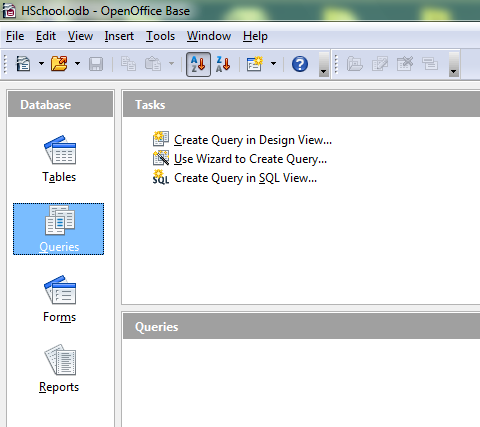 HSchool.odb - OpenOffice Base
File Edit View Insert Tools Window Help
Database
Tables
Queries
Forms
Reports
Tasks
Create Query in Design View...
Use Wizard to Create Query...
SQL Create Query in SQL View...
Queries